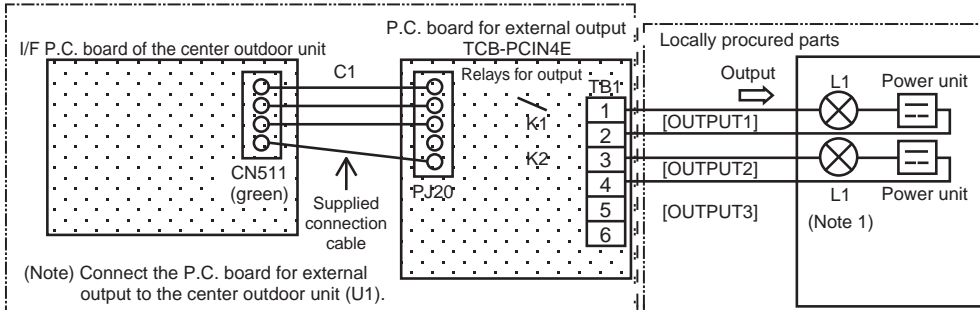 I/F P.C. board of the center outdoor unit
C1
CN511
(green)
Supplied
connection
cable
(Note) Connect the P.C. board for external
output to the center outdoor unit (U1).
P.C. board for external output
TCB-PCIN4E
Relays for output
TB1
K1
K2
PJ20
1
2
3
4
5
6
Locally procured parts
Output
[OUTPUT1]
[OUTPUT2]
[OUTPUT3]
L1
Power unit
L1
Power unit
(Note 1)